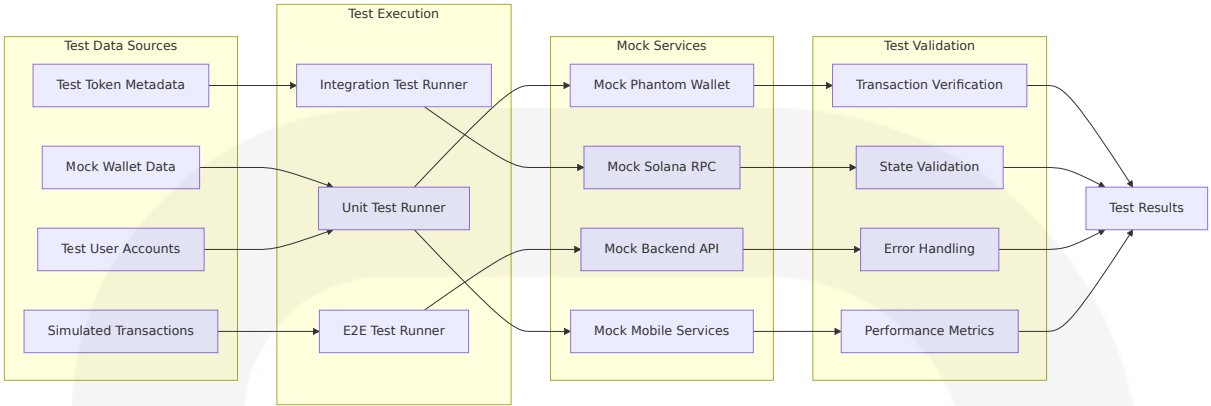 Test Data Sources
Test Token Metadata
Mock Wallet Data
Test User Accounts
Simulated Transactions
Test Execution
Integration Test Runner
Unit Test Runner
E2E Test Runner
Mock Services
Mock Phantom Wallet
Mock Solana RPC
Mock Backend API
Mock Mobile Services
Test Validation
Transaction Verification
State Validation
Error Handling
Performance Metrics
Test Results